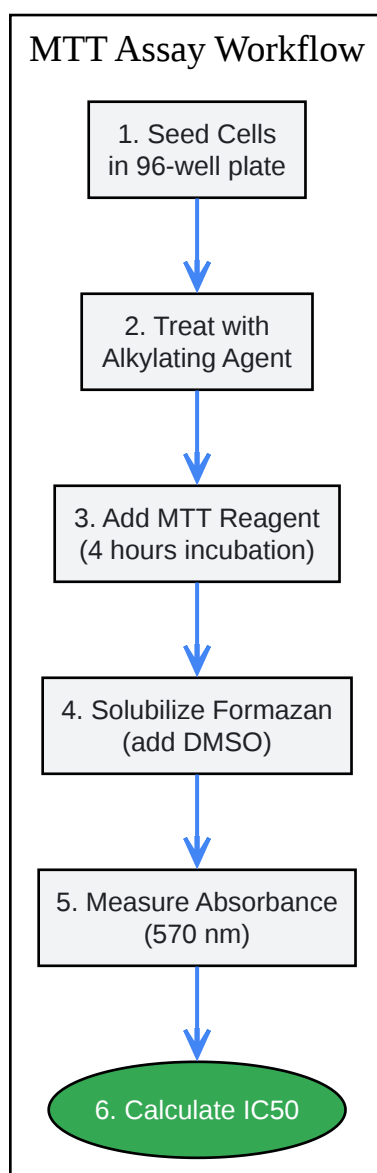 MTT Assay Workflow
1. Seed Cells
in 96-well plate
2. Treat with
Alkylating Agent
3. Add MTT Reagent
(4 hours incubation)
4. Solubilize Formazan
(add DMSO)
5. Measure Absorbance
(570 nm)
6. Calculate IC50